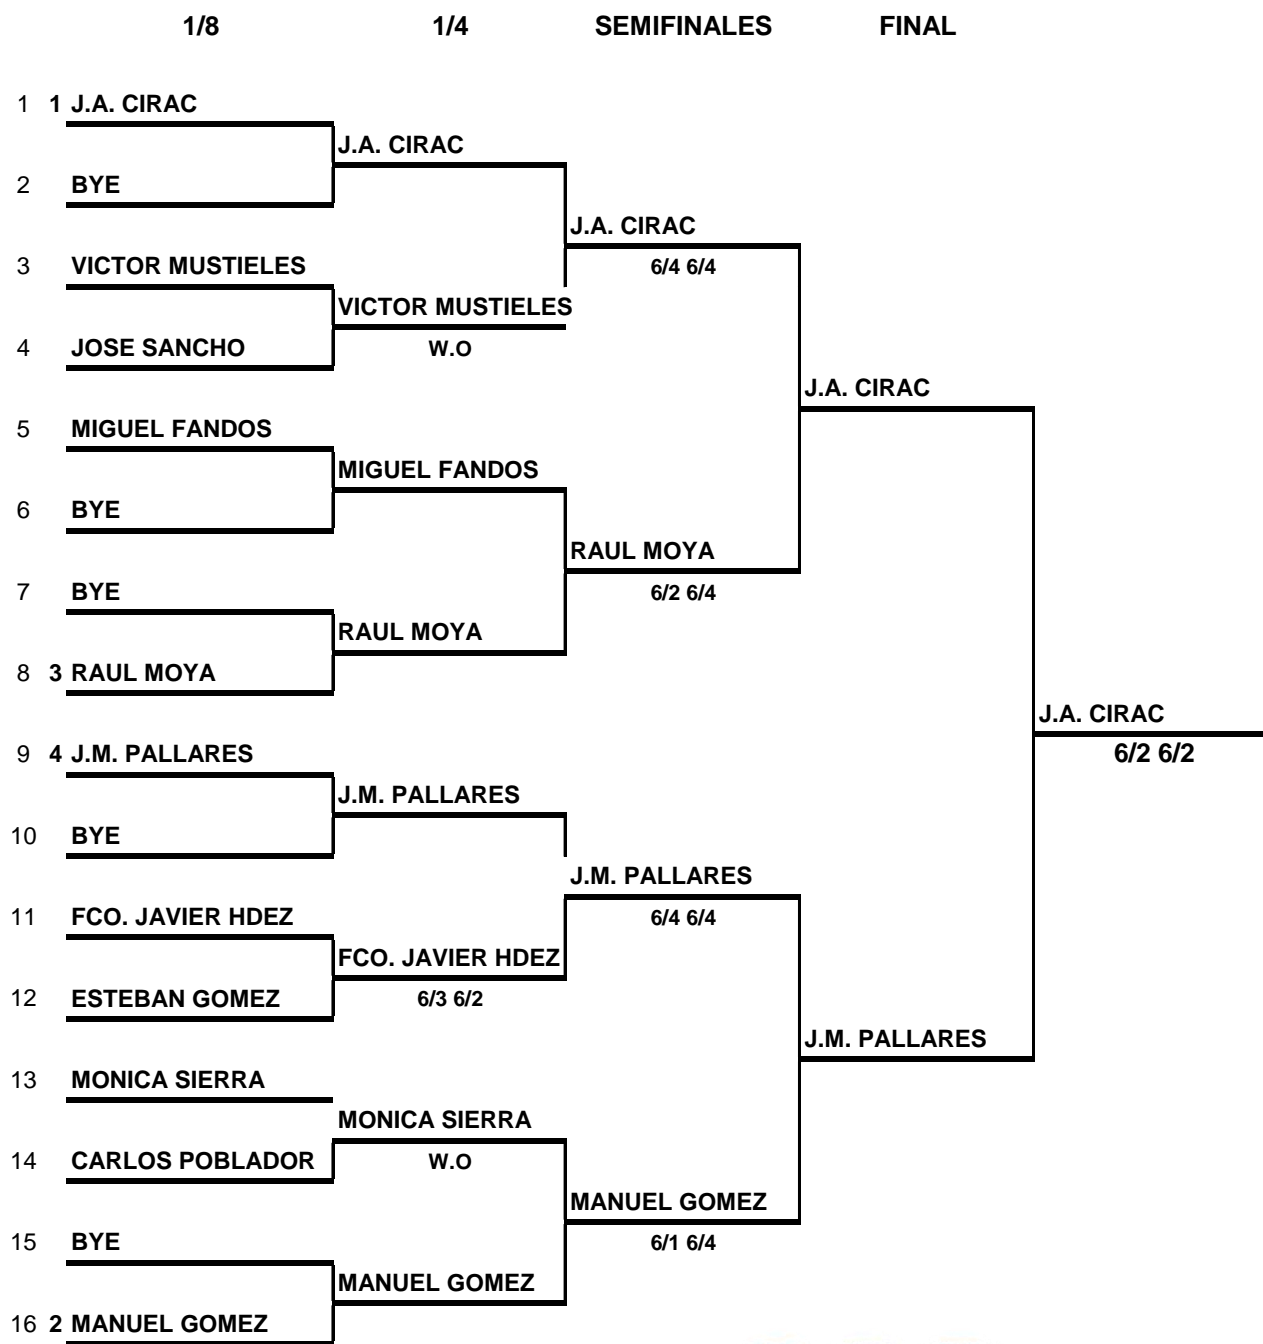 1/8 1/4 SEMIFINALES FINAL
1 1 J.A. CIRAC
J.A. CIRAC
2 BYE
J.A. CIRAC
3 VICTOR MUSTIELES 6/4 6/4
VICTOR MUSTIELES
4 JOSE SANCHO W.O
J.A. CIRAC
5 MIGUEL FANDOS
MIGUEL FANDOS
6 BYE
RAUL MOYA
7 BYE 6/2 6/4
RAUL MOYA
8 3 RAUL MOYA
J.A. CIRAC
9 4 J.M. PALLARES 6/2 6/2
J.M. PALLARES
10 BYE
J.M. PALLARES
11 FCO. JAVIER HDEZ 6/4 6/4
FCO. JAVIER HDEZ
12 ESTEBAN GOMEZ 6/3 6/2
J.M. PALLARES
13 MONICA SIERRA
MONICA SIERRA
14 CARLOS POBLADOR W.O
MANUEL GOMEZ
15 BYE 6/1 6/4
MANUEL GOMEZ
16 2 MANUEL GOMEZ